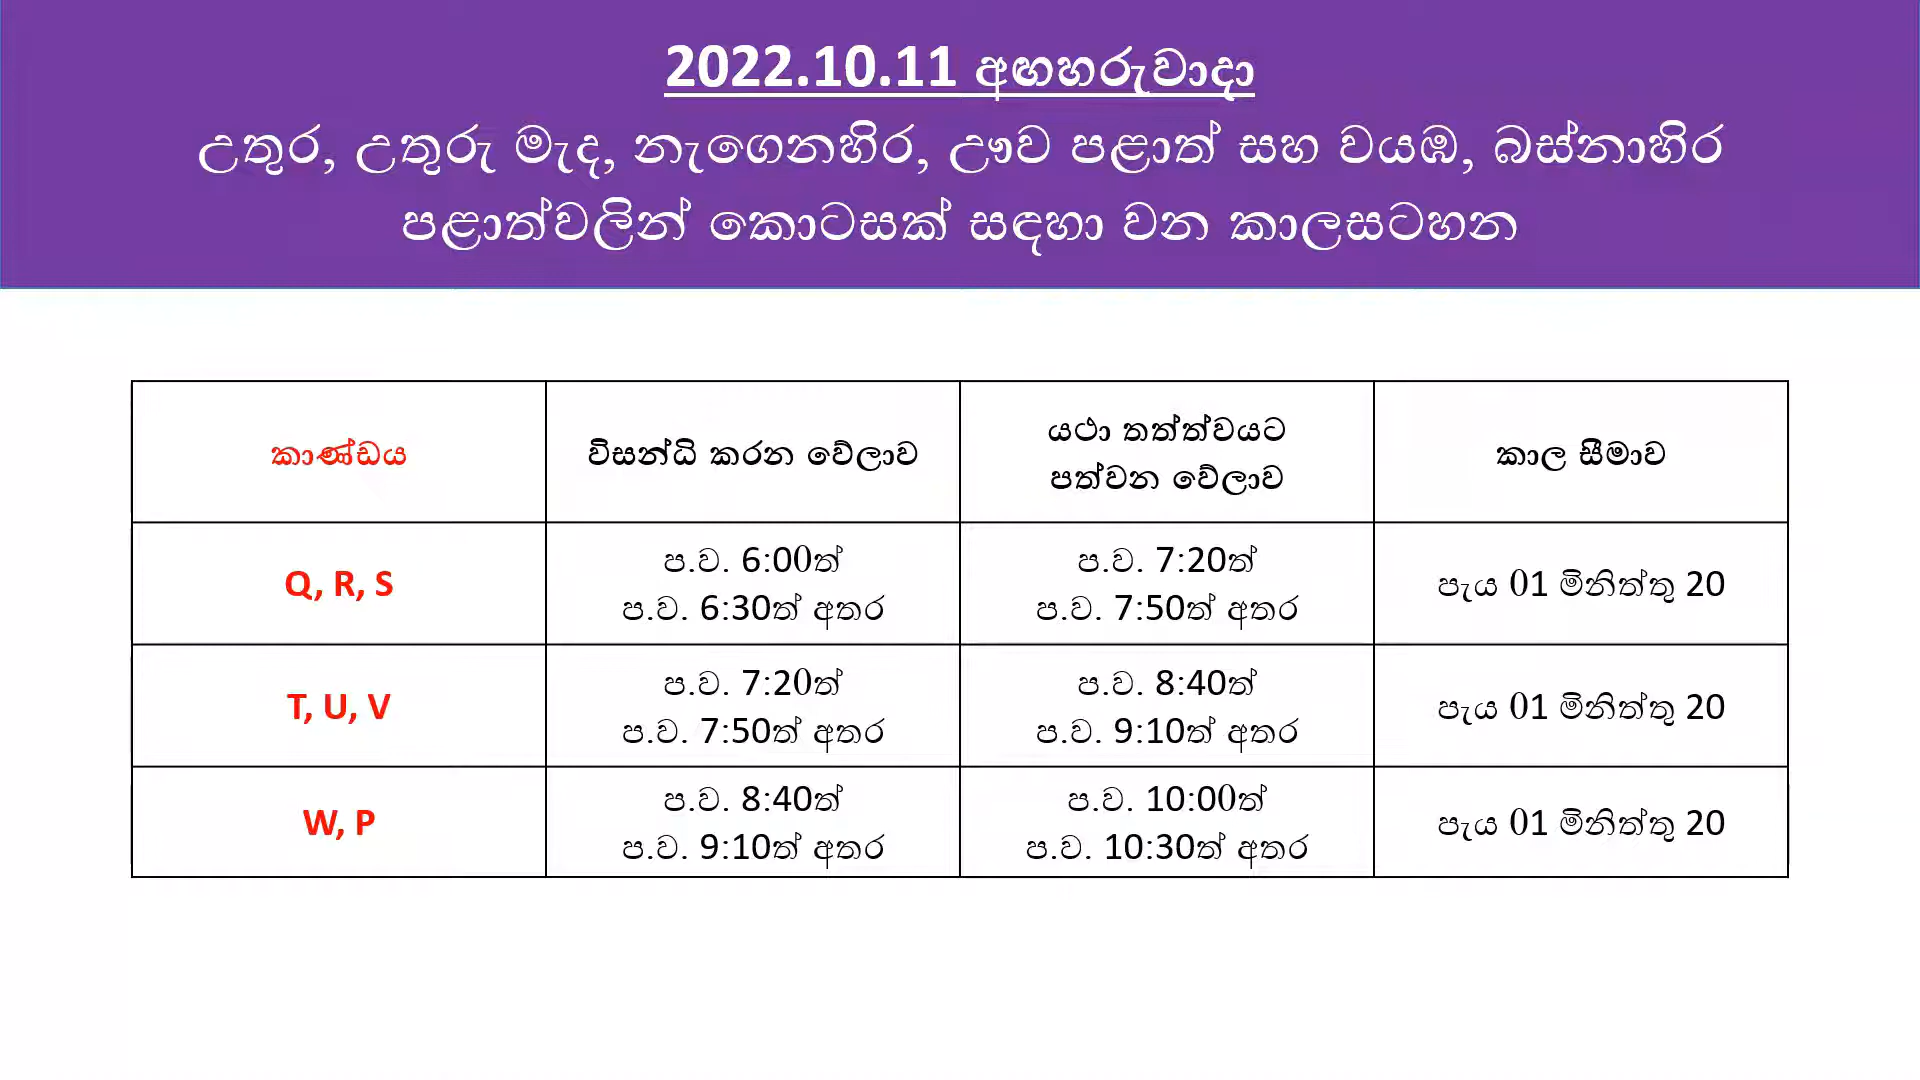 2022.10.11 අඟහරුවාදා
උතුර, උතුරු මැද, නැගෙනහිර, ඌව පළාත් සහ වයඹ, බස්නාහිර
පළාත්වලින් කොටසක් සඳහා වන කාලසටහන
කාණ්ඩය
විසන්ධි කරන වේලාව
යථා තත්ත්වයට
පත්වන වේලාව
කාල සීමාව
Q, R, S
ප.ව. 6:00ත්
ප.ව. 6:30ත් අතර
ප.ව. 7:20ත්
ප.ව. 7:50ත් අතර
පැය 01 මිනිත්තු 20
T, U, V
ප.ව. 7:20ත්
ප.ව. 7:50ත් අතර
ප.ව. 8:40ත්
ප.ව. 9:10ත් අතර
පැය 01 මිනිත්තු 20
W, P
ප.ව. 8:40ත්
ප.ව. 9:10ත් අතර
ප.ව. 10:00ත්
ප.ව. 10:30ත් අතර
පැය 01 මිනිත්තු 20